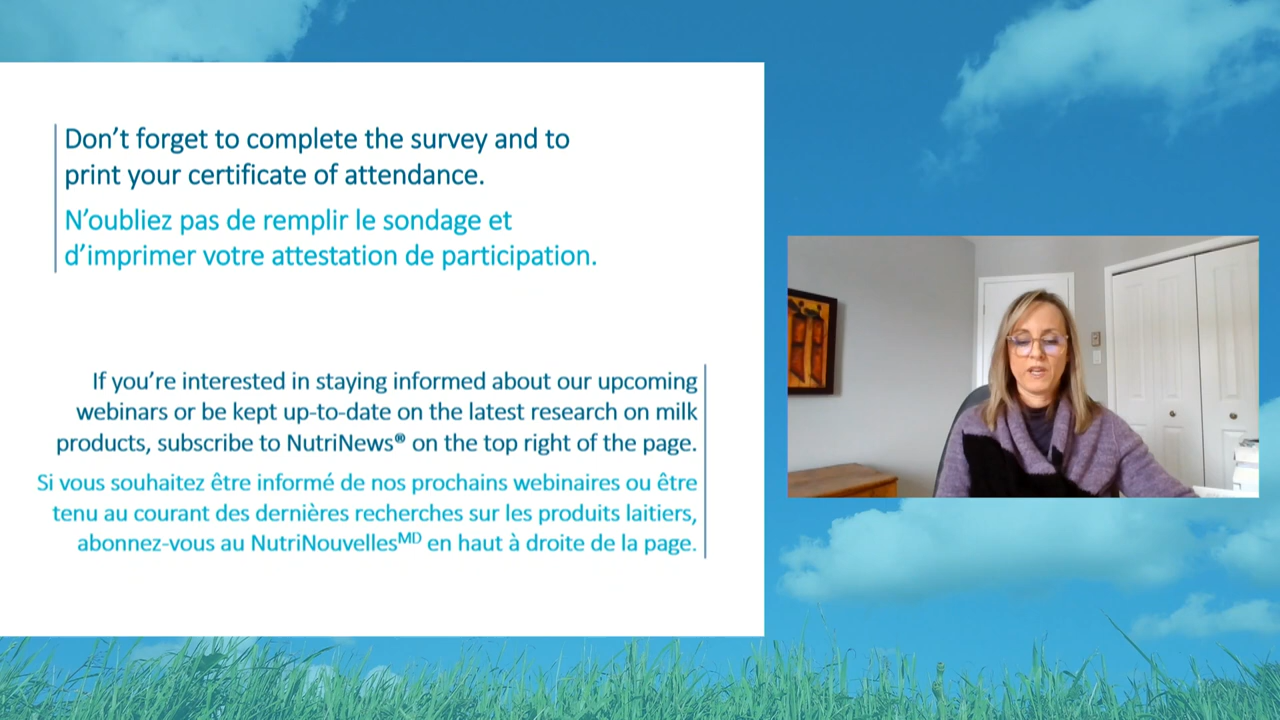 Don’t forget to complete the survey and to
print your certificate of attendance.
N’oubliez pas de remplir le sondage et
d’imprimer votre attestation de participation.
If you’re interested in staying informed about our upcoming
webinars or be kept up-to-date on the latest research on milk
products, subscribe to NutriNews® on the top right of the page.
Si vous souhaitez être informé de nos prochains webinaires ou être
tenu au courant des dernières recherches sur les produits laitiers,
abonnez-vous au NutriNouvellesMD en haut à droite de la page.